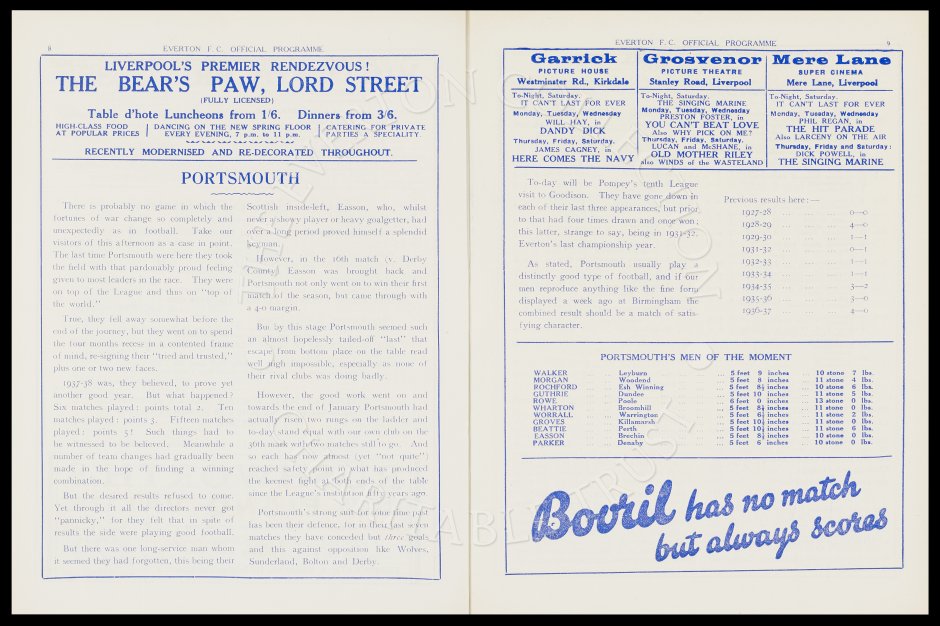 8
EVERTON F. C. OFFICIAL PROGRAMME
LIVERPOOL'S PREMIER RENDEZVOUS!
THE BEAR'S PAW, LORD STREET
(FULLY LICENSED)
Table d'hote Luncheons from 1/6. Dinners from 3/6.
HIGH-CLASS FOOD
AT POPULAR PRICES
DANCING ON THE NEW SPRING FLOOR
EVERY EVENING, 7 p.m. to 11 p.m.
CATERING FOR PRIVATE
PARTIES A SPECIALITY.
RECENTLY MODERNISED AND RE-DECORATED THROUGHOUT.
PORTSMOUTH
There is probably no game in which the
fortunes of war change so completely and
unexpectedly as in football. Take our
visitors of this afternoon as a case in point.
The last time Portsmouth were here they took
the field with that pardonably proud feeling
given to most leaders in the race. They were
on top of the League and thus on "top of
the world."
True, they fell away somewhat before the
end of the journey, but they went on to spend
the four months recess in a contented frame
of mind, re-signing their "tried and trusted,"
plus one or two new faces.
1937-38 was, they believed, to prove yet
another good year. But what happened?
Six matches played: points total 2. Ten
matches played: points 3. Fifteen matches
played: points 5! Such things had to
be witnessed to be believed. Meanwhile a
number of team changes had gradually been
made in the hope of finding a winning
combination.
But the desired results refused to come.
Yet through it all the directors never got
"pannicky," for they felt that in spite of
results the side were playing good football.
But there was one long-service man whom
it seemed they had forgotten, this being their
Scottish inside-left, Easson, who, whilst
never a showy player or heavy goalgetter, had
over a long period proved himself a splendid
key man.
However, in the 16th match (v. Derby
County) Easson was brought back and
Portsmouth not only went on to win their first
match of the season, but came through with
a 4-0 margin.
But by this stage Portsmouth seemed such
an almost hopelessly tailed-off "last" that
escape from bottom place on the table read
well nigh impossible, especially as none of
their rival clubs was doing badly.
However, the good work went on and
towards the end of January Portsmouth had
actually risen two rungs on the ladder and
to-day stand equal with our own club on the
36th mark with two matches still to go. And
so each has now almost (yet "not quite")
reached safety point in what has produced
the keenest fight at both ends of the table
since the League's institution fifty years ago.
Portsmouth's strong suit for some time past
has been their defence, for in their last seven
matches they have conceded but three goals
and this against opposition like Wolves,
Sunderland, Bolton and Derby.
EVERTON F. C. OFFICIAL PROGRAMME
9
Garrick
PICTURE HOUSE
Westminster Rd., Kirkdale
To-Night, Saturday.
IT CAN'T LAST FOR EVER
Monday, Tuesday, Wednesday
WILL HAY, in
DANDY DICK
Thursday, Friday, Saturday.
JAMES CAGNEY, in
HERE COMES THE NAVY
Grosvenor
PICTURE THEATRE
Stanley Road, Liverpool
To-Night, Saturday.
THE SINGING MARINE
Monday, Tuesday, Wednesday
PRESTON FOSTER, in
YOU CAN'T BEAT LOVE
Also WHY PICK ON ME?
Thursday, Friday, Saturday.
LUCAN and McSHANE, in
OLD MOTHER RILEY
also WINDS of the WASTELAND
Mere Lane
SUPER CINEMA
Mere Lane, Liverpool
To-Night, Saturday.
IT CAN'T LAST FOR EVER
Monday, Tuesday, Wednesday
PHIL REGAN, in
THE HIT PARADE
Also LARCENY ON THE AIR
Thursday, Friday and Saturday:
DICK POWELL, in
THE SINGING MARINE
To-day will be Pompey's tenth League
visit to Goodison. They have gone down in
each of their last three appearances, but prior
to that had four times drawn and once won;
this latter, strange to say, being in 1931-32,
Everton's last championship year.
As stated, Portsmouth usually play a
distinctly good type of football, and if our
men reproduce anything like the fine form
displayed a week ago at Birmingham the
combined result should be a match of satis-
fying character.
Previous results here:—
1927-28 ... ... ... 0—0
1928-29 ... ... ... 4—0
1929-30 ... ... ... 1—1
1931-32 ... ... ... 0—1
1932-33 ... ... ... 1—1
1933-34 ... ... ... 1—1
1934-35 ... ... ... 3—2
1935-36 ... ... ... 3—0
1936-37 ... ... ... 4—0
PORTSMOUTH'S MEN OF THE MOMENT
WALKER ... Leyburn ... 5 feet 9 inches ... 10 stone 7 lbs.
MORGAN ... Woodend ... 5 feet 8 inches ... 11 stone 4 lbs.
ROCHFORD ... Esh Winning ... 5 feet 8½ inches ... 10 stone 6 lbs.
GUTHRIE ... Dundee ... 5 feet 10 inches ... 11 stone 5 lbs.
ROWE ... Poole ... 6 feet 0 inches ... 13 stone 0 lbs.
WHARTON ... Broomhill ... 5 feet 8½ inches ... 11 stone 0 lbs.
WORRALL ... Warrington ... 5 feet 6½ inches ... 11 stone 2 lbs.
GROVES ... Killamarsh ... 5 feet 10½ inches ... 11 stone 0 lbs.
BEATTIE ... Perth ... 5 feet 10½ inches ... 11 stone 6 lbs.
EASSON ... Brechin ... 5 feet 8½ inches ... 10 stone 0 lbs.
PARKER ... Denaby ... 5 feet 6 inches ... 10 stone 0 lbs.
Bovril has no match
but always scores